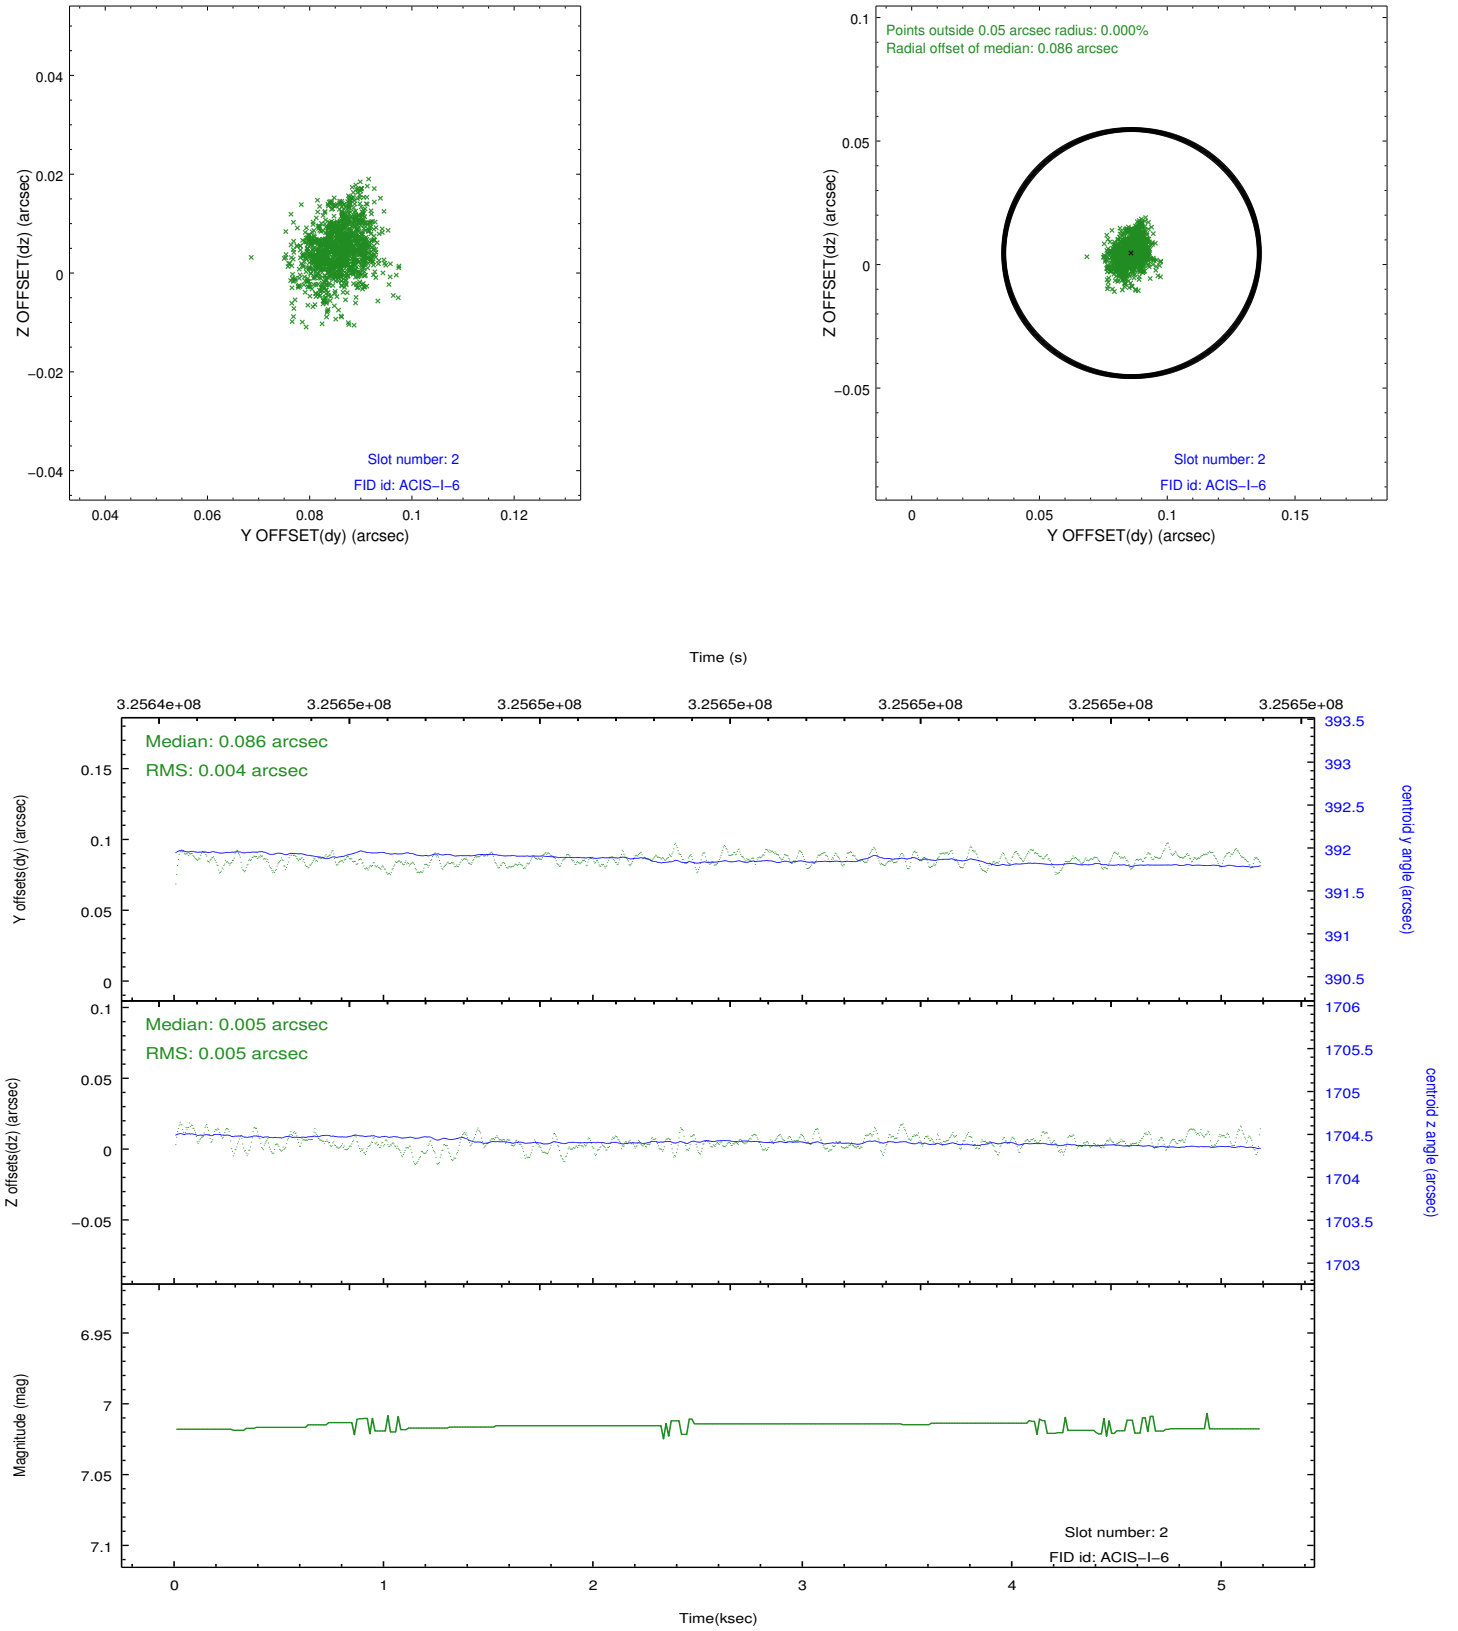 0.04
0.02
0
−0.02
−0.04
Z OFFSET(dz) (arcsec)
0.04 0.06 0.08 0.1 0.12
Y OFFSET(dy) (arcsec)
Slot number: 2
FID id: ACIS−I−6
Points outside 0.05 arcsec radius: 0.000%
Radial offset of median: 0.086 arcsec
0.1
0.05
0
−0.05
Z OFFSET(dz) (arcsec)
Slot number: 2
FID id: ACIS−I−6
0 0.05 0.1 0.15
Y OFFSET(dy) (arcsec)
Time (s)
3.2564e+08 3.2565e+08 3.2565e+08 3.2565e+08 3.2565e+08 3.2565e+08 3.2565e+08
Median: 0.086 arcsec
RMS: 0.004 arcsec
0.15
0.1
0.05
0
Y offsets(dy) (arcsec)
393.5
393
392.5
392
391.5
391
390.5
centroid y angle (arcsec)
Median: 0.005 arcsec
RMS: 0.005 arcsec
0.1
0.05
0
−0.05
Z offsets(dz) (arcsec)
1706
1705.5
1705
1704.5
1704
1703.5
1703
centroid z angle (arcsec)
6.95
7
7.05
7.1
Magnitude (mag)
Slot number: 2
FID id: ACIS−I−6
0 1 2 3 4 5
Time(ksec)